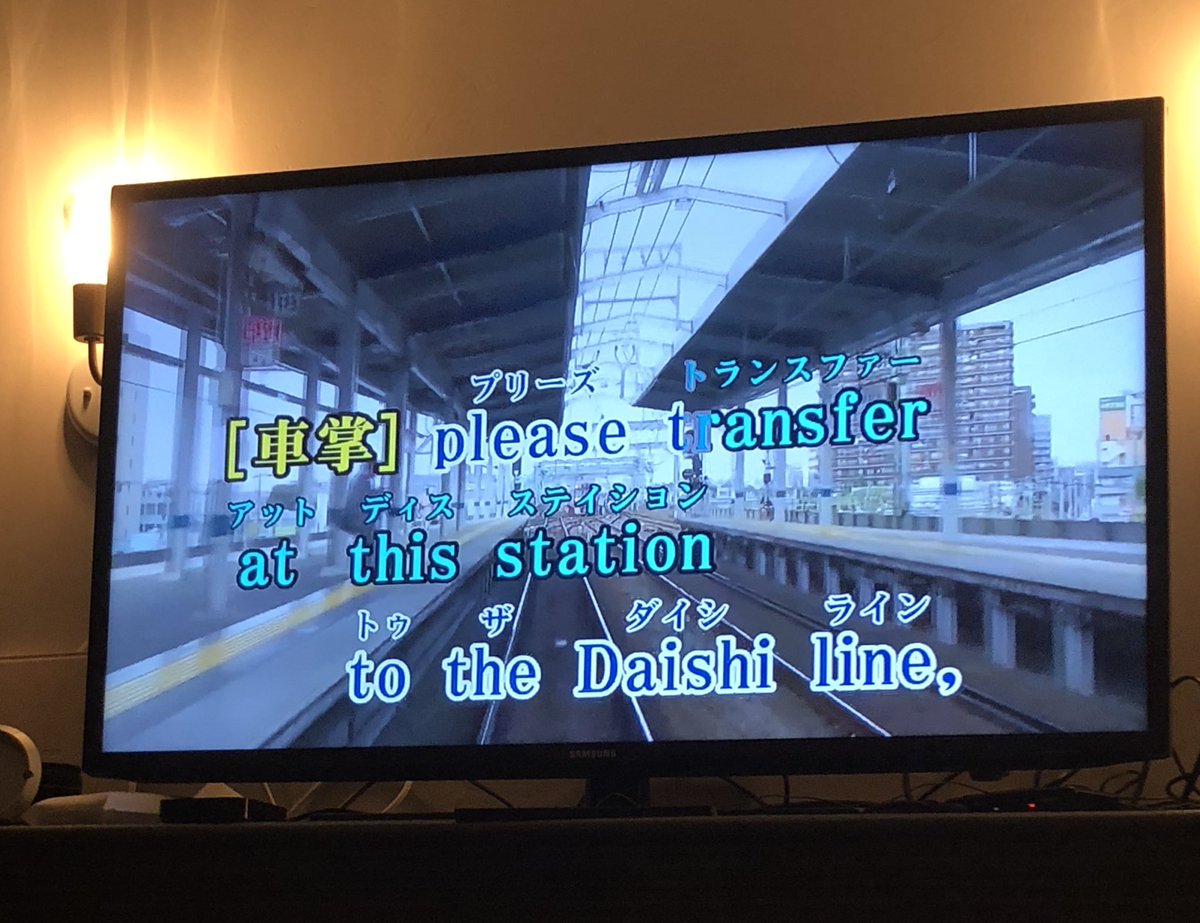 プリーズ トランスファー
[車掌] please transfer
アット ディス ステイション
at this station
トゥ ザ ダイシ ライン
to the Daishi line,
SAMSUNG